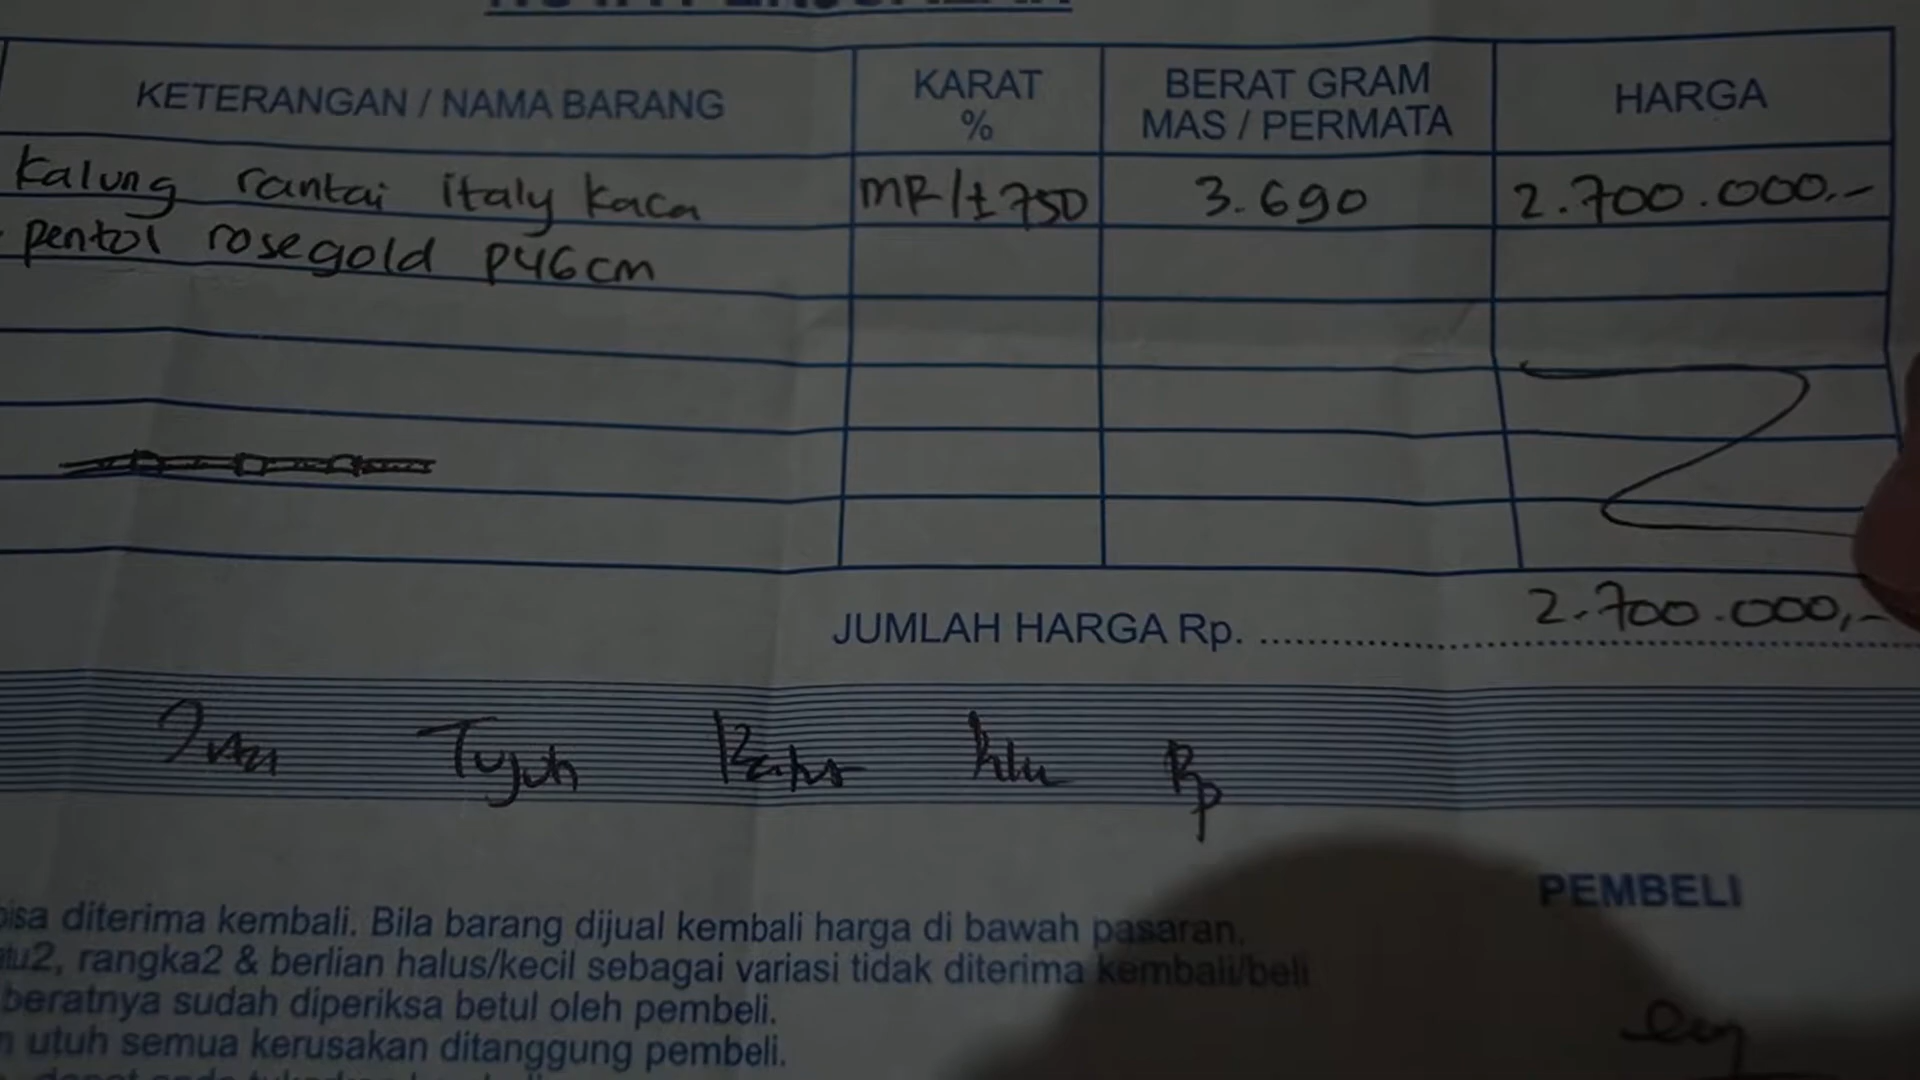 KETERANGAN / NAMA BARANG KARAT % BERAT GRAM MAS / PERMATA HARGA
Kalung rantai italy kaca MR/±750 3.690 2.700.000,-
pentol rosegold P46cm
JUMLAH HARGA Rp. 2.700.000,-
Tujuh Ratus Rp
bisa diterima kembali. Bila barang dijual kembali harga di bawah pasaran.
rangka2 & berlian halus/kecil sebagai variasi tidak diterima kembali/beli
beratnya sudah diperiksa betul oleh pembeli.
utuh semua kerusakan ditanggung pembeli.
PEMBELI